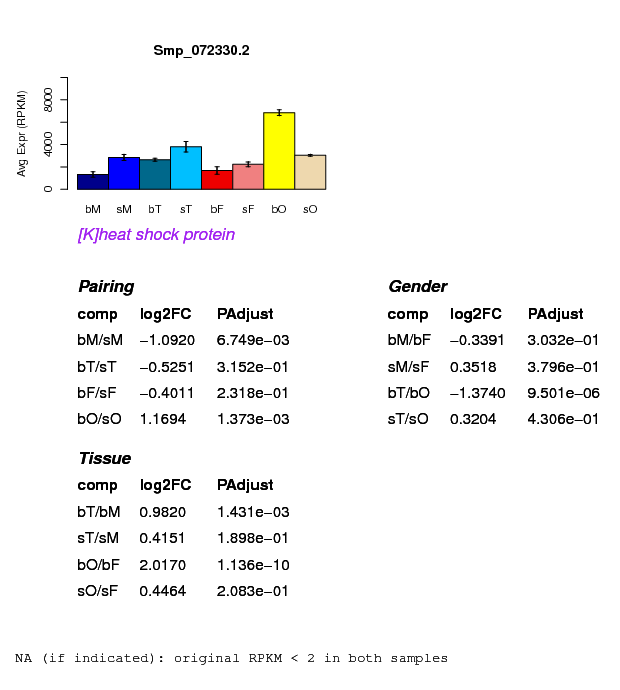 Smp_072330.2
Avg Expr (RPKM)
8000
4000
0
bM sM bT sT bF sF bO sO
[K]heat shock protein
Pairing
comp log2FC PAdjust
bM/sM −1.0920 6.749e−03
bT/sT −0.5251 3.152e−01
bF/sF −0.4011 2.318e−01
bO/sO 1.1694 1.373e−03
Gender
comp log2FC PAdjust
bM/bF −0.3391 3.032e−01
sM/sF 0.3518 3.796e−01
bT/bO −1.3740 9.501e−06
sT/sO 0.3204 4.306e−01
Tissue
comp log2FC PAdjust
bT/bM 0.9820 1.431e−03
sT/sM 0.4151 1.898e−01
bO/bF 2.0170 1.136e−10
sO/sF 0.4464 2.083e−01
NA (if indicated): original RPKM < 2 in both samples